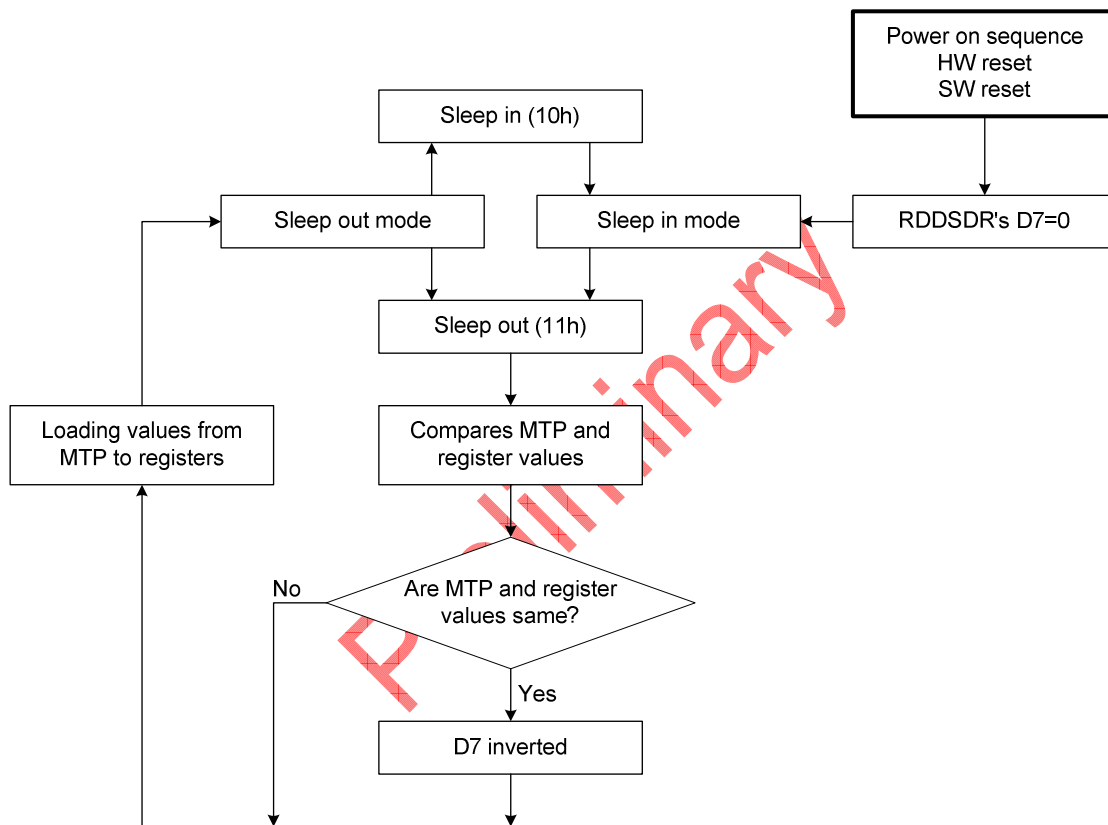 Power on sequence
HW reset
SW reset
Sleep in (10h)
Sleep out mode
Sleep in mode
RDDSDR's D7=0
Sleep out (11h)
Loading values from
MTP to registers
Compares MTP and
register values
No
Are MTP and register
values same?
Yes
D7 inverted
Preliminary